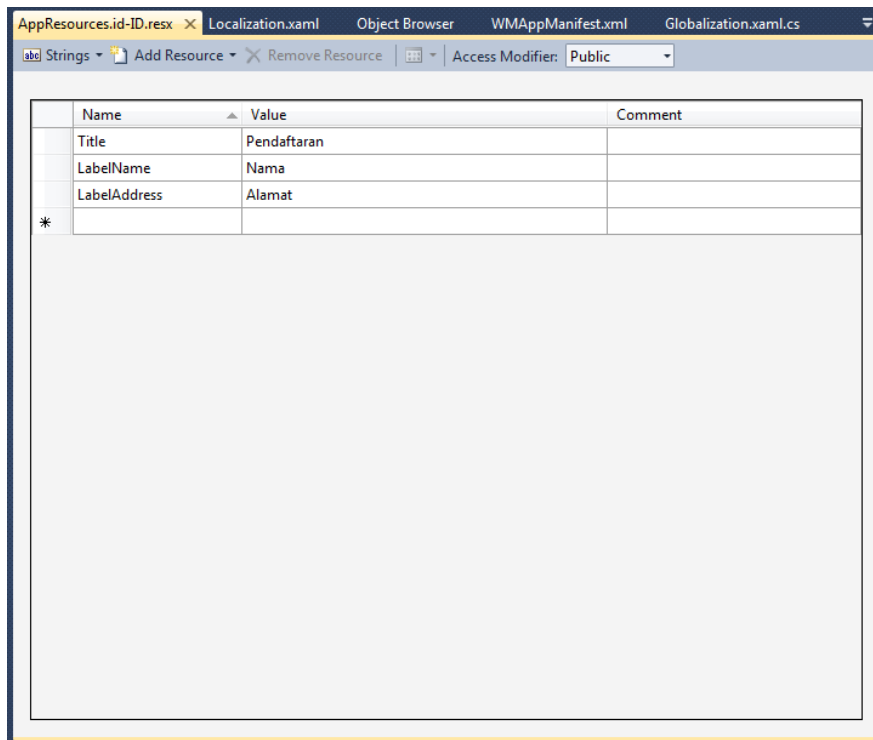 AppResources.id-ID.resx Localization.xaml Object Browser WMAppManifest.xml Globalization.xaml.cs
abc Strings Add Resource Remove Resource Access Modifier: Public
Name Value Comment
Title Pendaftaran
LabelName Nama
LabelAddress Alamat